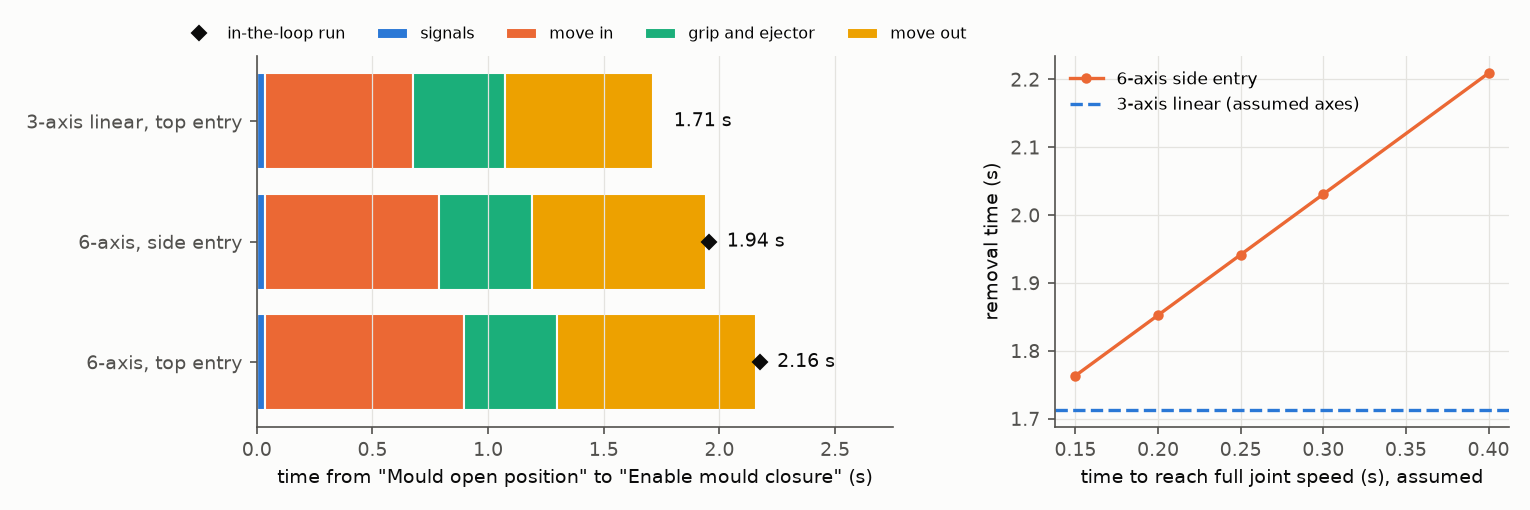 in-the-loop run signals move in grip and ejector move out
3-axis linear, top entry
1.71 s
6-axis, side entry
1.94 s
6-axis, top entry
2.16 s
0.0 0.5 1.0 1.5 2.0 2.5
time from "Mould open position" to "Enable mould closure" (s)
6-axis side entry
3-axis linear (assumed axes)
removal time (s)
2.2
2.1
2.0
1.9
1.8
1.7
0.15 0.20 0.25 0.30 0.35 0.40
time to reach full joint speed (s), assumed